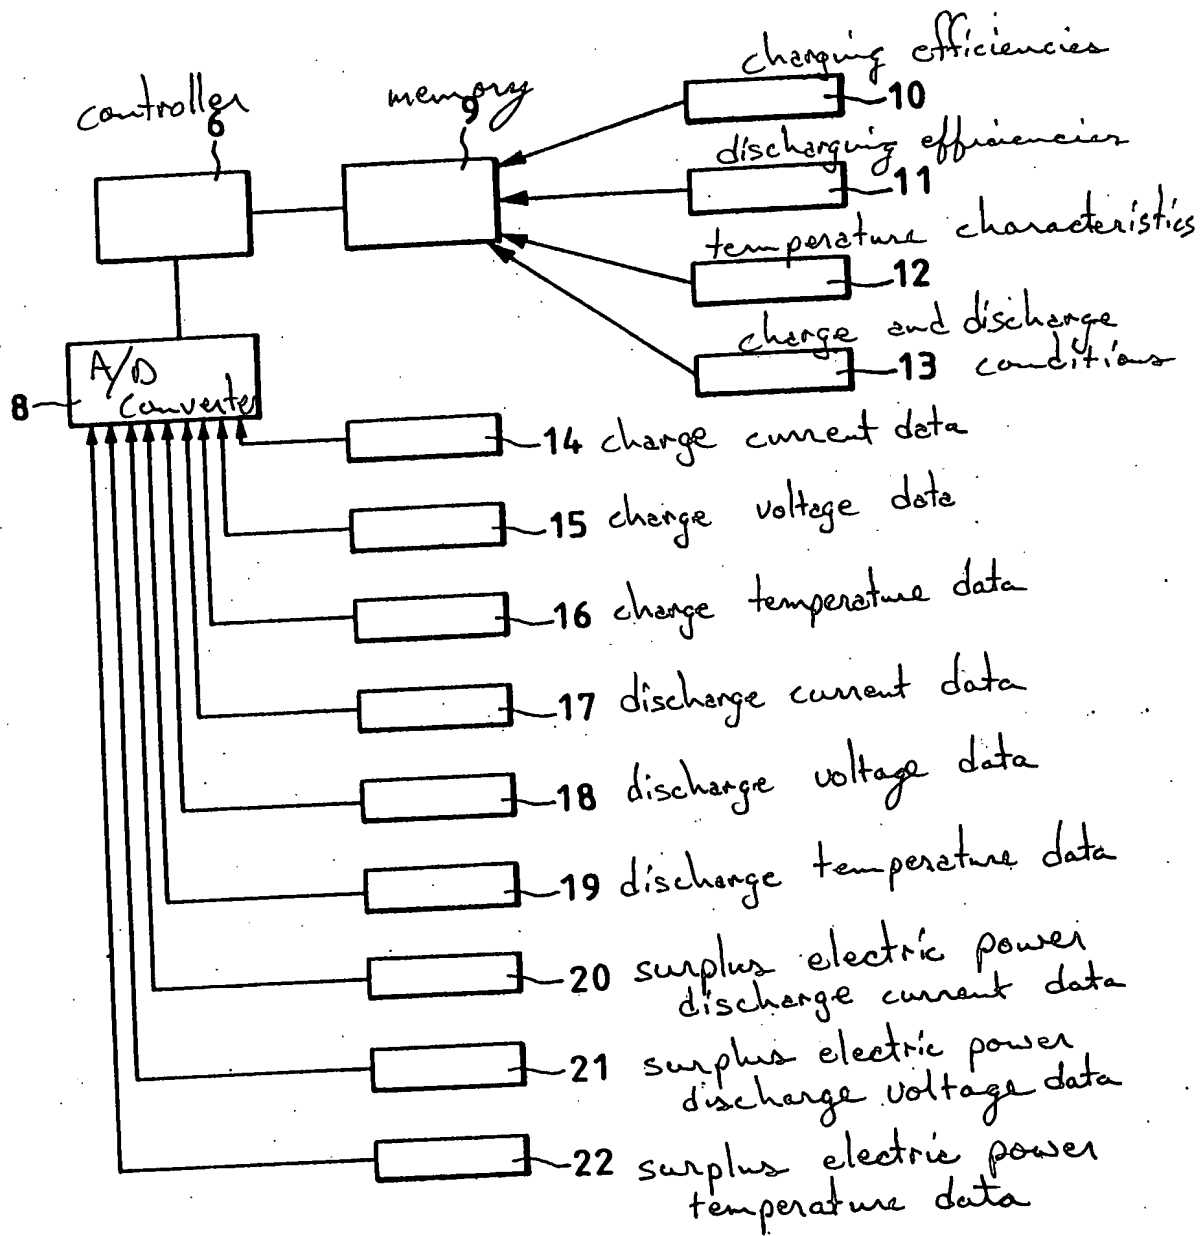 charging efficiencies
10
controller
6
memory
9
discharging efficiencies
11
temperature characteristics
12
charge and discharge
13 conditions
A/D
converter
8
14 charge current data
15 charge voltage data
16 charge temperature data
17 discharge current data
18 discharge voltage data
19 discharge temperature data
20 surplus electric power
discharge current data
21 surplus electric power
discharge voltage data
22 surplus electric power
temperature data